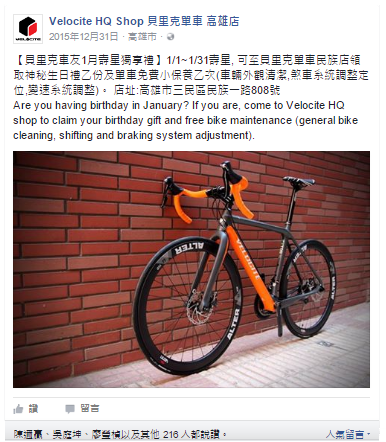 Velocite HQ Shop 貝里克單車 高雄店
2015年12月31日 · 高雄市 ·
【貝里克車友1月壽星獨享禮】1/1~1/31壽星, 可至貝里克單車民族店領
取神秘生日禮乙份及單車免費小保養乙次(車輛外觀清潔,煞車系統調整定
位,變速系統調整)。 店址:高雄市三民區民族一路808號
Are you having birthday in January? If you are, come to Velocite HQ
shop to claim your birthday gift and free bike maintenance (general bike
cleaning, shifting and braking system adjustment).
VELOCITE
ALTER
ALTER
ALTER
讚 留言
陳迦嬴、吳庭坤、廖瑩楨以及其他 216 人都說讚。 人氣留言